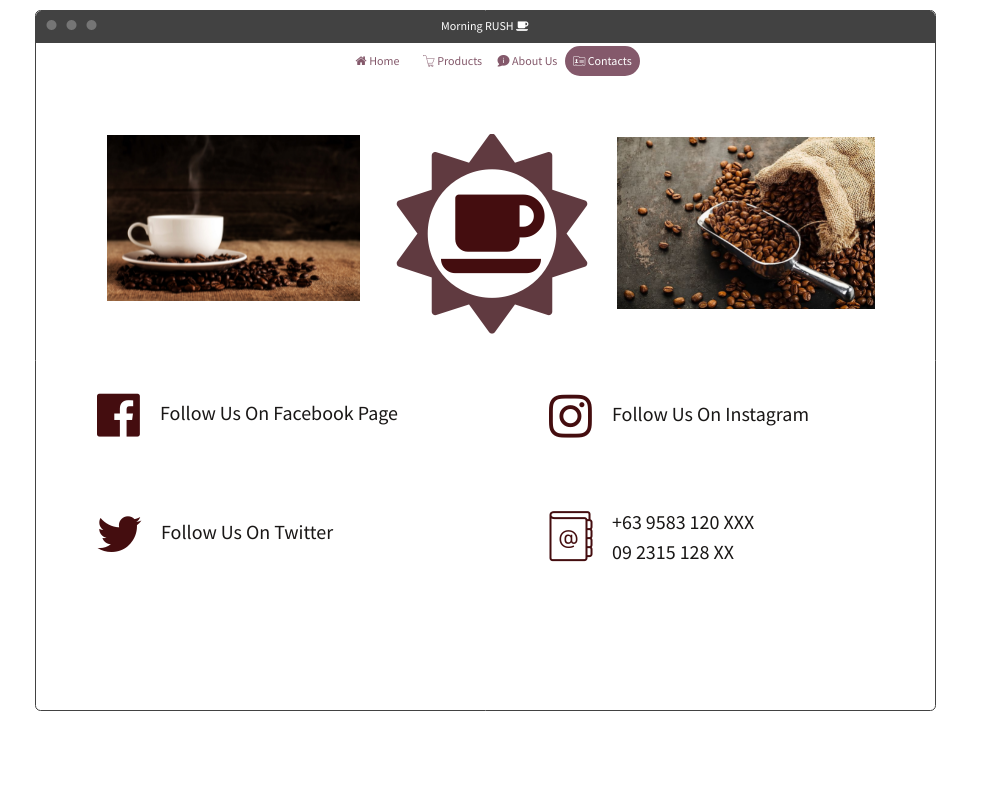 Morning RUSH
Home
Products
About Us
Contacts
Follow Us On Facebook Page
Follow Us On Instagram
Follow Us On Twitter
@
+63 9583 120 XXX
09 2315 128 XX